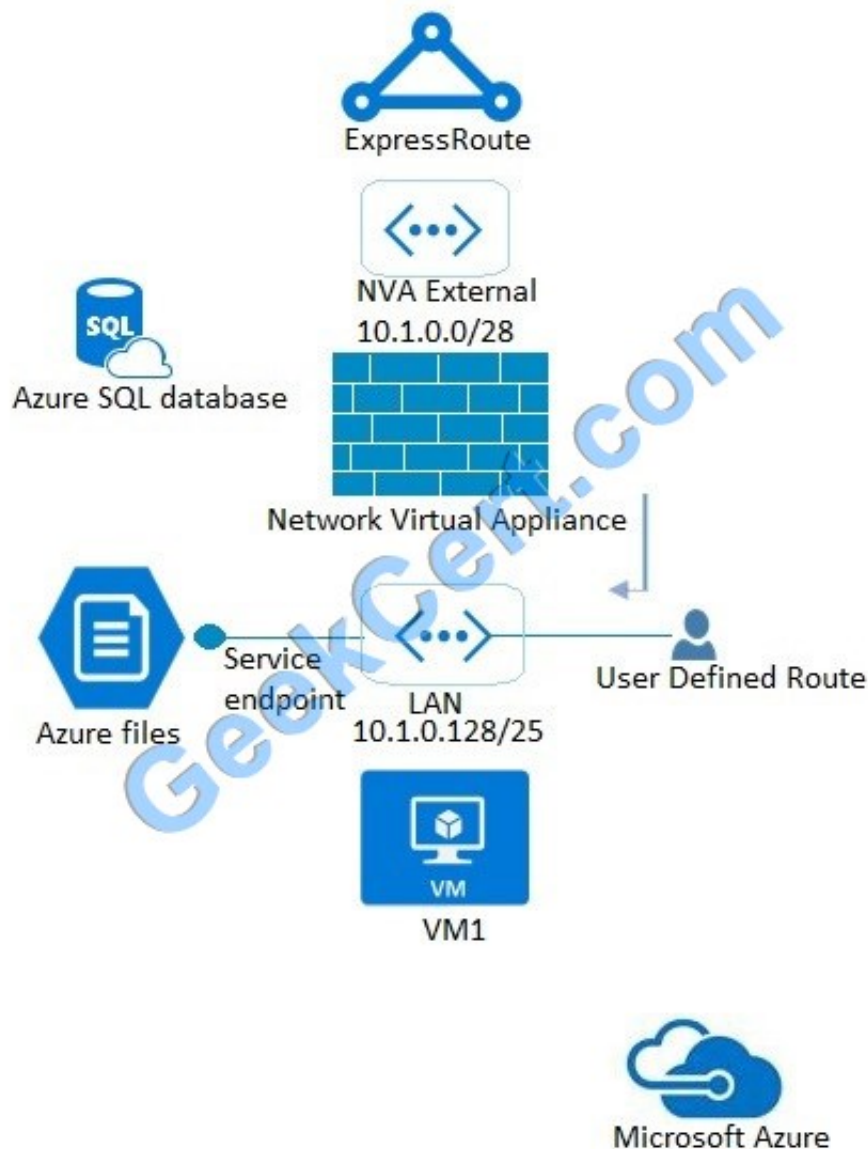 ExpressRoute
NVA External
10.1.0.0/28
SQL
Azure SQL database
Network Virtual Appliance
Service
endpoint
User Defined Route
Azure files
LAN
10.1.0.128/25
VM
VM1
Microsoft Azure
GeekCert.com